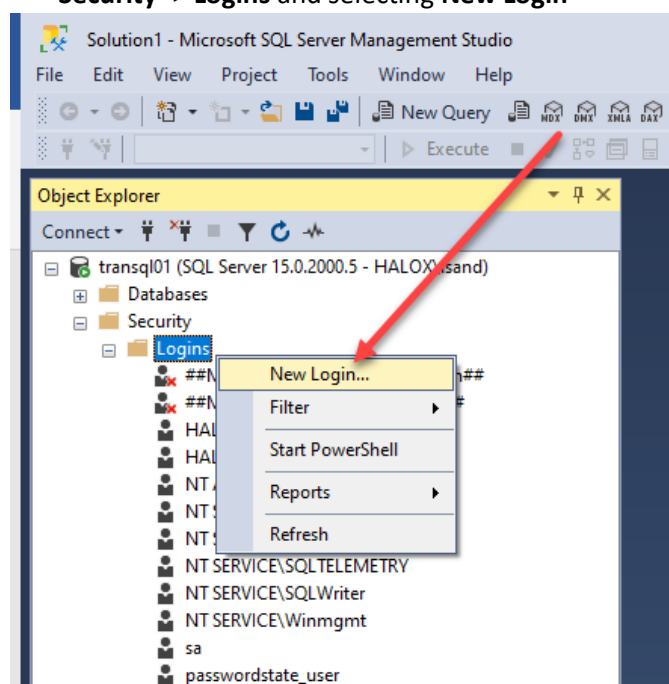 Security -> Logins and selecting New Login
Solution1 - Microsoft SQL Server Management Studio
File Edit View Project Tools Window Help
New Query MDX DMX XMLA DAX
Execute
Object Explorer
Connect
transql01 (SQL Server 15.0.2000.5 - HALOX\sand)
Databases
Security
Logins
New Login...
Filter
Start PowerShell
Reports
Refresh
NT SERVICE\SQLTELEMETRY
NT SERVICE\SQLWriter
NT SERVICE\Winmgmt
sa
passwordstate_user